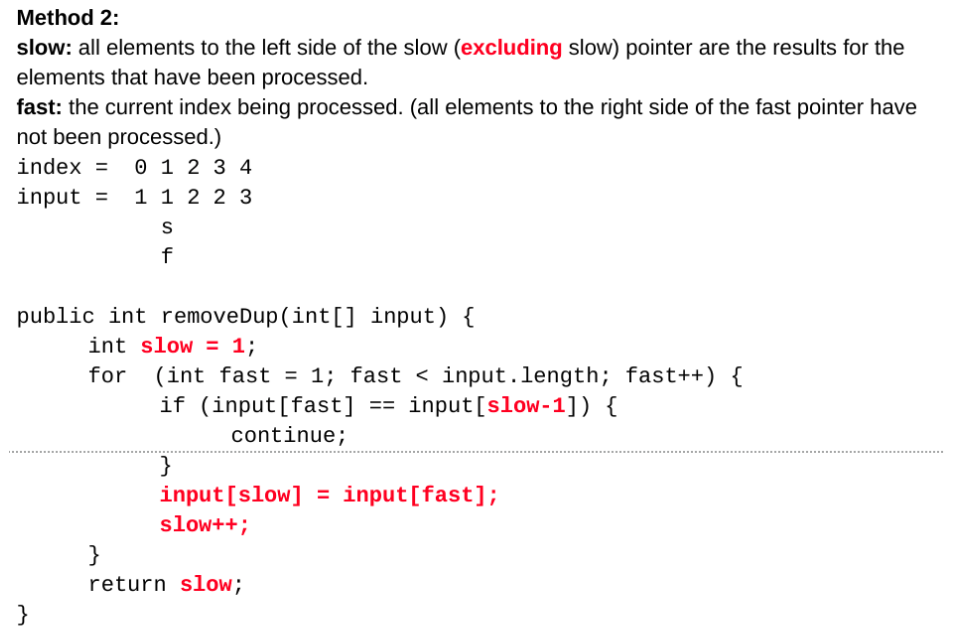 Method 2:
slow: all elements to the left side of the slow (excluding slow) pointer are the results for the
elements that have been processed.
fast: the current index being processed. (all elements to the right side of the fast pointer have
not been processed.)
index =  0 1 2 3 4
input =  1 1 2 2 3
s
f
public int removeDup(int[] input) {
int slow = 1;
for  (int fast = 1; fast < input.length; fast++) {
if (input[fast] == input[slow-1]) {
continue;
}
input[slow] = input[fast];
slow++;
}
return slow;
}